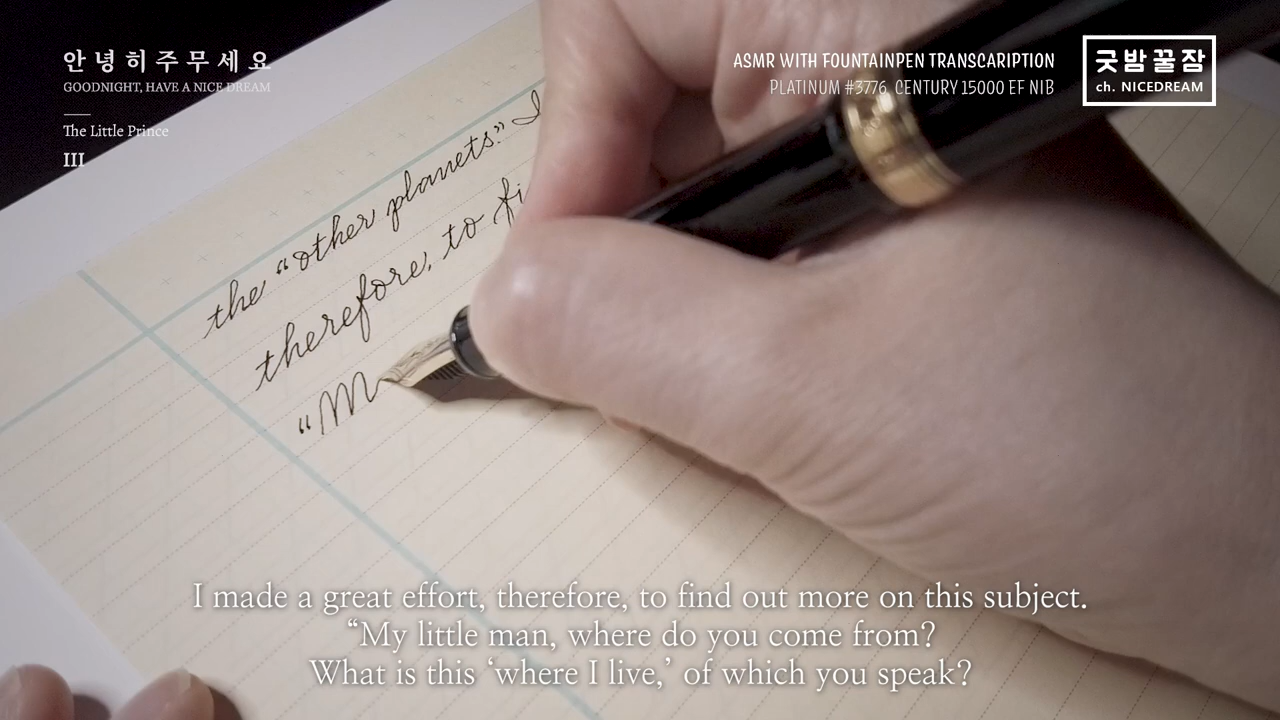 안녕히주무세요
GOODNIGHT, HAVE A NICE DREAM
The Little Prince
III
ASMR WITH FOUNTAINPEN TRANSCARIPTION
PLATINUM #3776 CENTURY 15000 EF NIB
굿밤꿀잠
ch. NICEDREAM
the “other planets.” I
therefore, to fi
“M
I made a great effort, therefore, to find out more on this subject.
“My little man, where do you come from?
What is this ‘where I live,’ of which you speak?